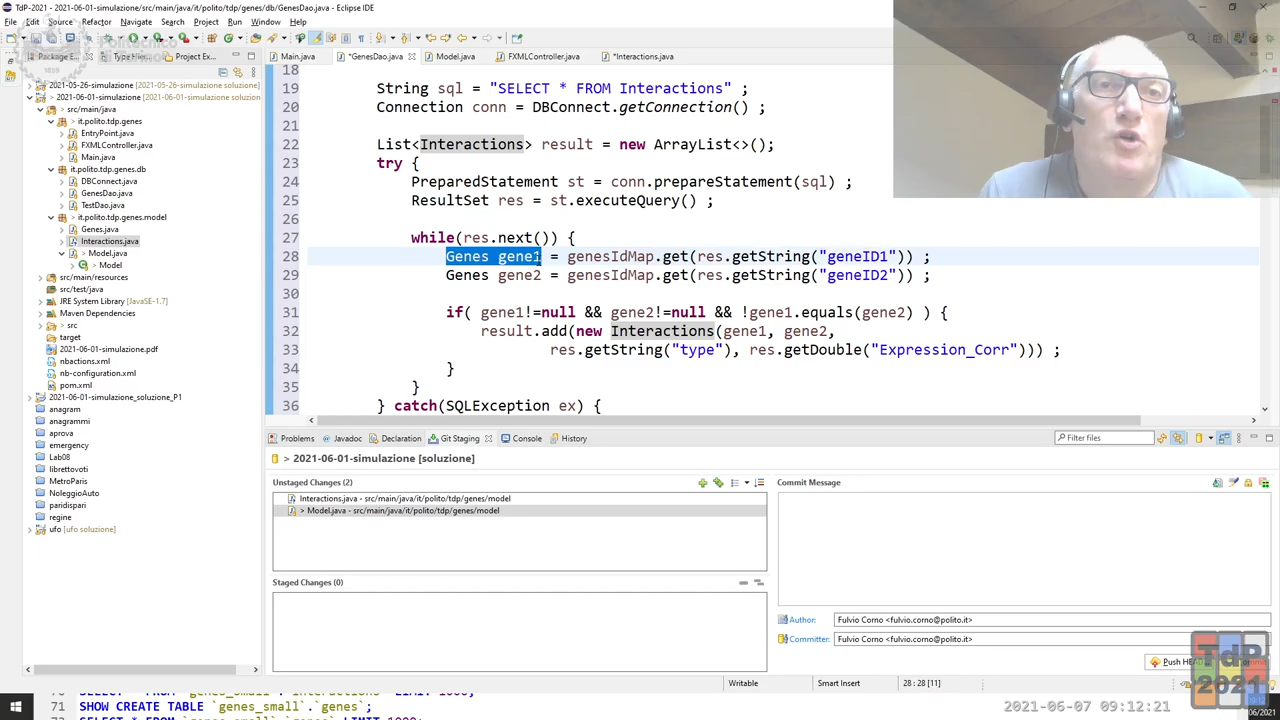 TdP-2021 - 2021-06-01-simulazione/src/main/java/it/polito/tdp/genes/db/GenesDao.java - Eclipse IDE
File Edit Source Refactor Navigate Search Project Run Window Help
Package E... Type Hier... Project Ex...
Main.java *GenesDao.java Model.java FXMLController.java *Interactions.java
2021-05-26-simulazione (simulazione soluzione)
> 2021-06-01-simulazione (simulazione soluzion
> src/main/java
> it.polito.tdp.genes
EntryPoint.java
FXMLController.java
Main.java
it.polito.tdp.genes.db
DBConnect.java
GenesDao.java
TestDao.java
> it.polito.tdp.genes.model
Genes.java
Interactions.java
> Model.java
> Model
src/main/resources
src/test/java
JRE System Library [JavaSE-1.7]
Maven Dependencies
> src
target
2021-06-01-simulazione.pdf
nbactions.xml
nb-configuration.xml
pom.xml
2021-06-01-simulazione_soluzione_P1
anagram
anagrammi
aprova
emergency
Lab08
librettovoti
MetroParis
NoleggioAuto
paridispari
regine
ufo [ufo soluzione]
18
19 String sql = "SELECT * FROM Interactions" ;
20 Connection conn = DBConnect.getConnection() ;
21
22 List<Interactions> result = new ArrayList<>();
23 try {
24 PreparedStatement st = conn.prepareStatement(sql) ;
25 ResultSet res = st.executeQuery() ;
26
27 while(res.next()) {
28 Genes gene1 = genesIdMap.get(res.getString("geneID1")) ;
29 Genes gene2 = genesIdMap.get(res.getString("geneID2")) ;
30
31 if( gene1!=null && gene2!=null && !gene1.equals(gene2) ) {
32 result.add(new Interactions(gene1, gene2,
33 res.getString("type"), res.getDouble("Expression_Corr"))) ;
34 }
35 }
36 } catch(SQLException ex) {
Problems Javadoc Declaration Git Staging Console History
Filter files
> 2021-06-01-simulazione [soluzione]
Unstaged Changes (2)
Interactions.java - src/main/java/it/polito/tdp/genes/model
> Model.java - src/main/java/it/polito/tdp/genes/model
Staged Changes (0)
Commit Message
Author: Fulvio Corno <fulvio.corno@polito.it>
Committer: Fulvio Corno <fulvio.corno@polito.it>
Push HEAD
Writable Smart Insert 28 : 28 [11]
71 SHOW CREATE TABLE `genes_small`.`genes`;
TdP
2021
2021-06-07 09:12:21